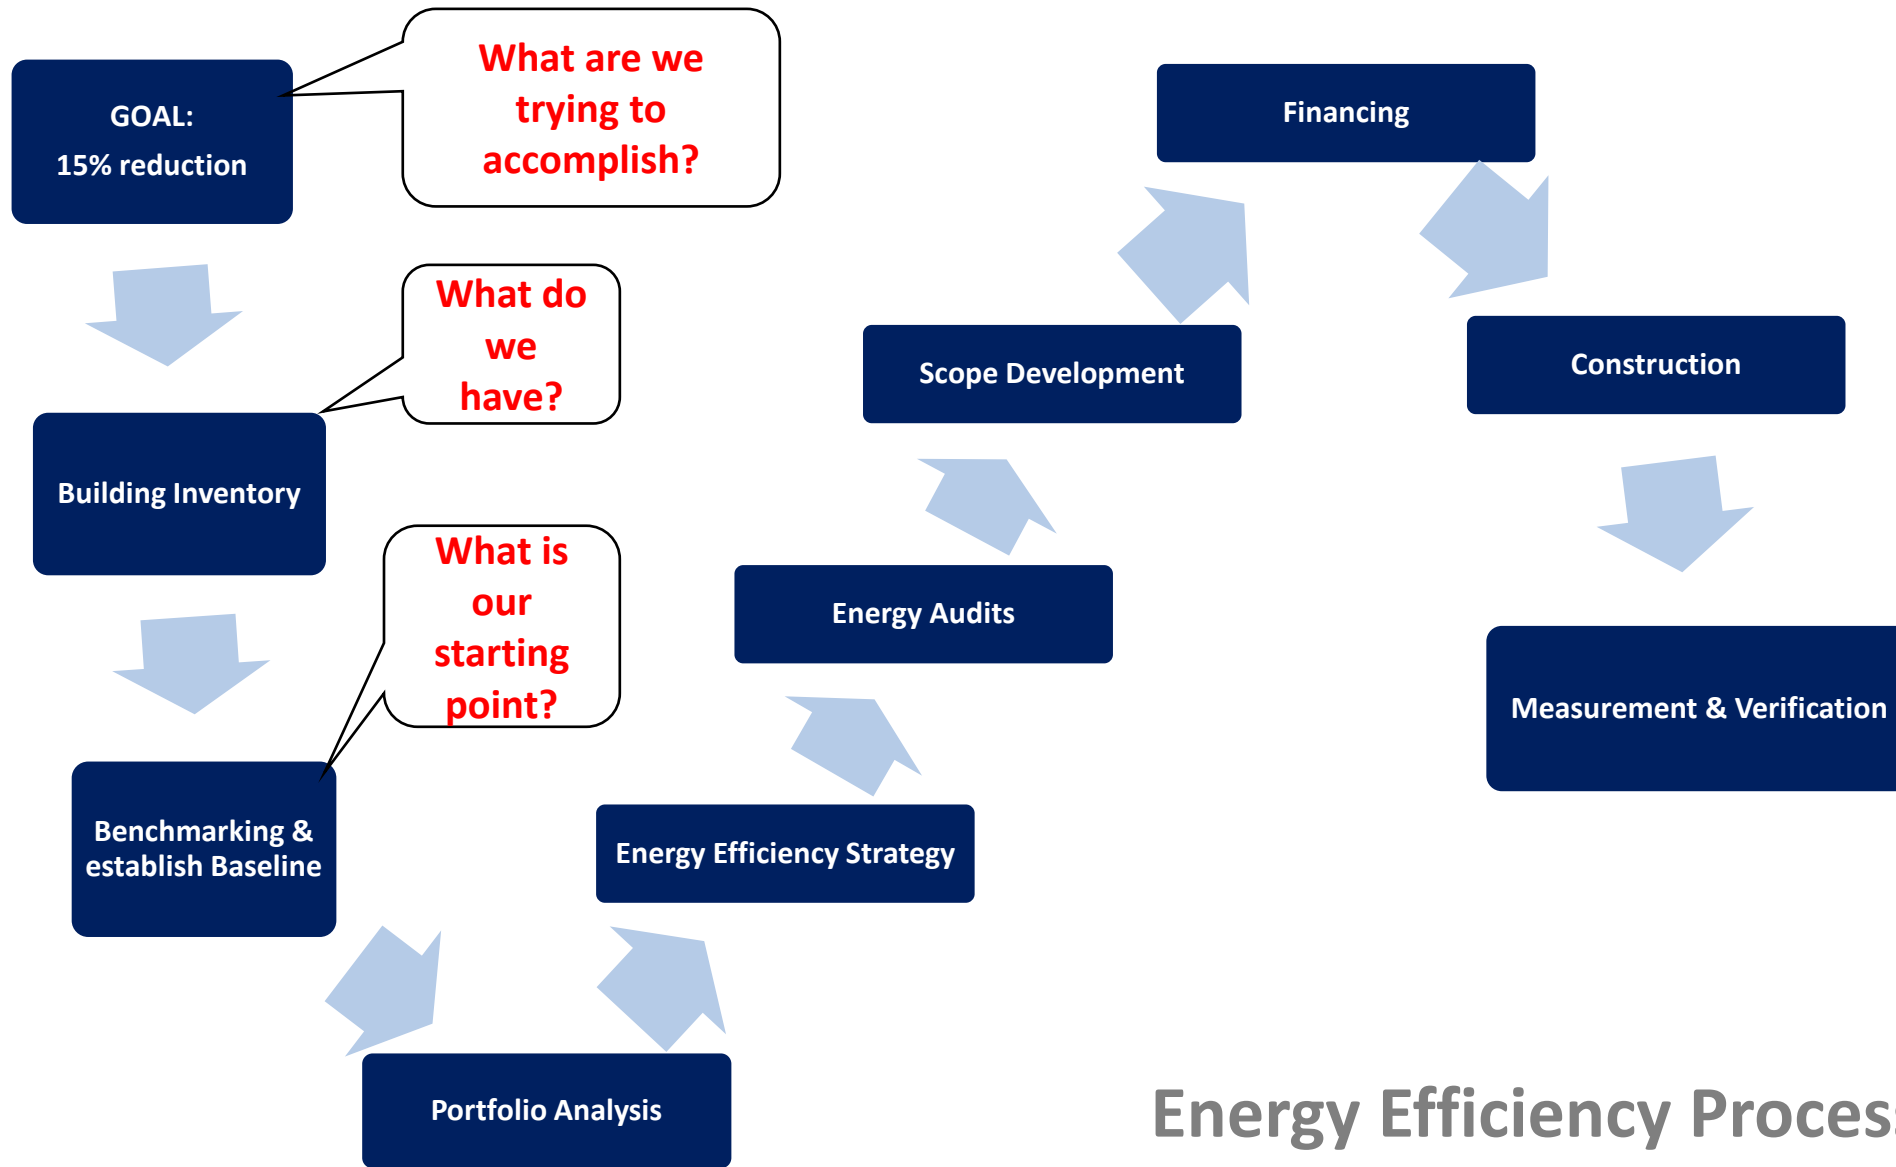 GOAL:
15% reduction
What are we
trying to
accomplish?
Building Inventory
What do
we
have?
Benchmarking &
establish Baseline
What is
our
starting
point?
Portfolio Analysis
Energy Efficiency Strategy
Energy Audits
Scope Development
Financing
Construction
Measurement & Verification
Energy Efficiency Process